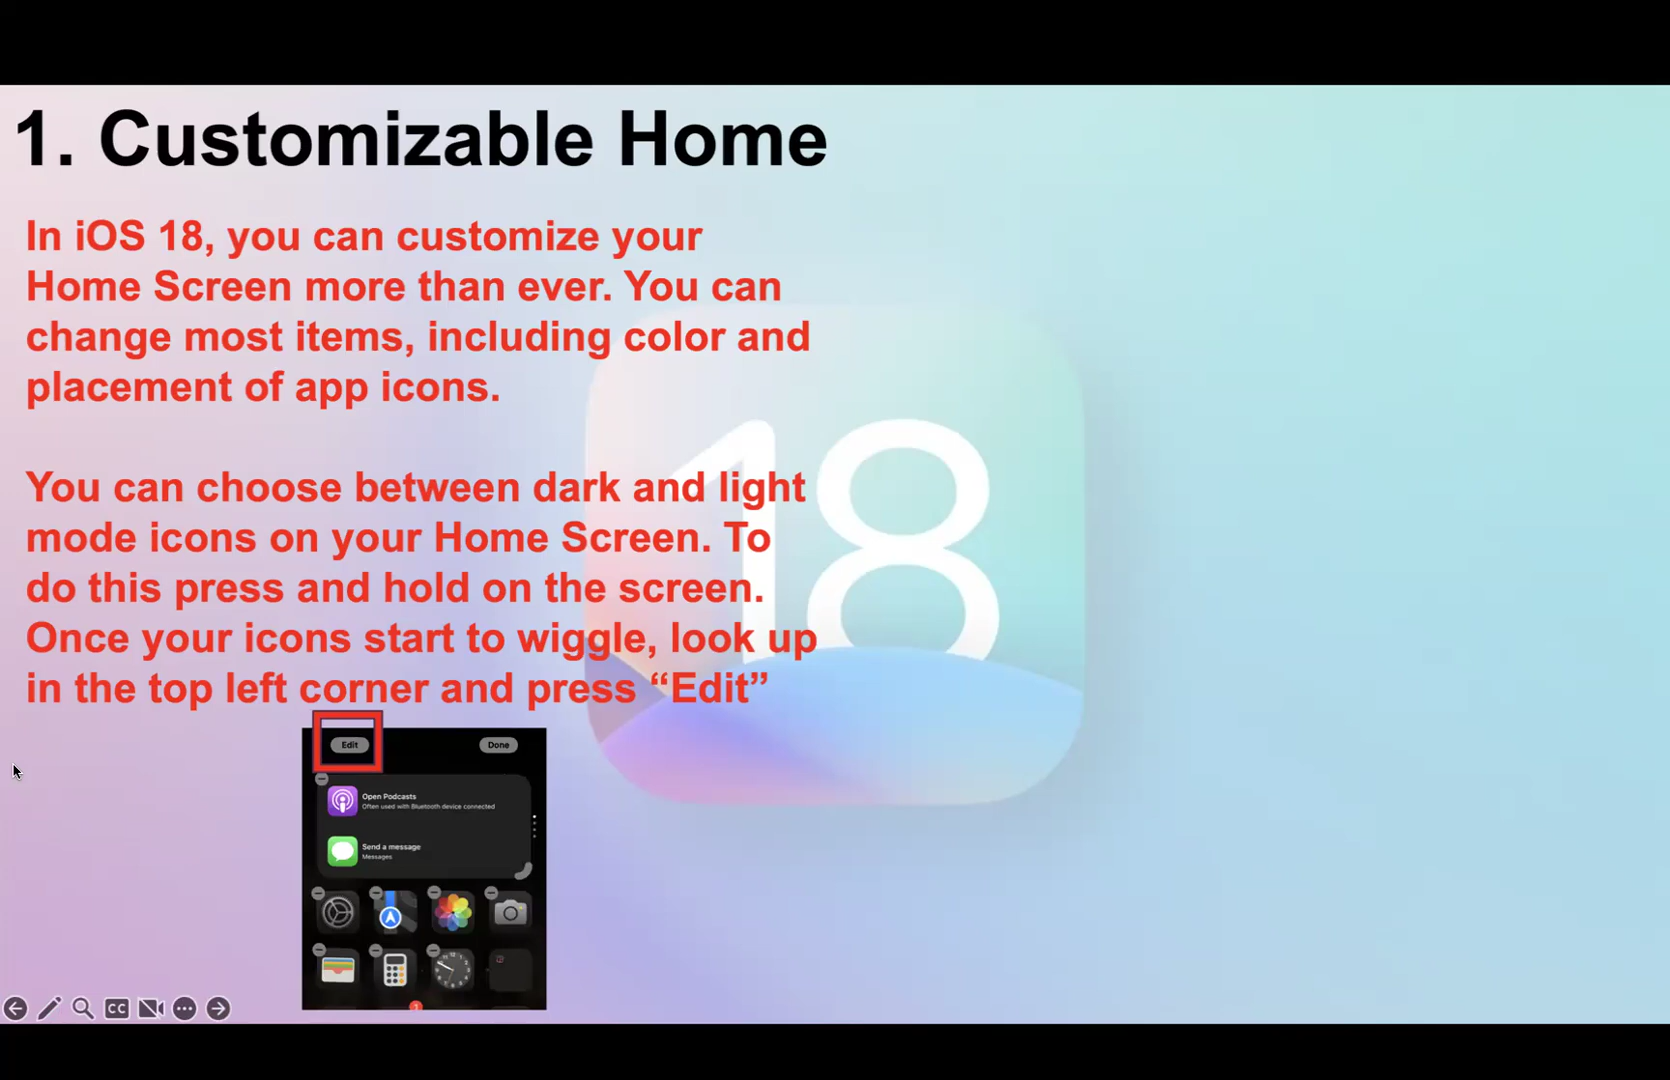 1. Customizable Home
In iOS 18, you can customize your
Home Screen more than ever. You can
change most items, including color and
placement of app icons.
You can choose between dark and light
mode icons on your Home Screen. To
do this press and hold on the screen.
Once your icons start to wiggle, look up
in the top left corner and press “Edit”
18
Edit
Done
Open Podcasts
Often used with Bluetooth device connected
Send a message
Messages
CC